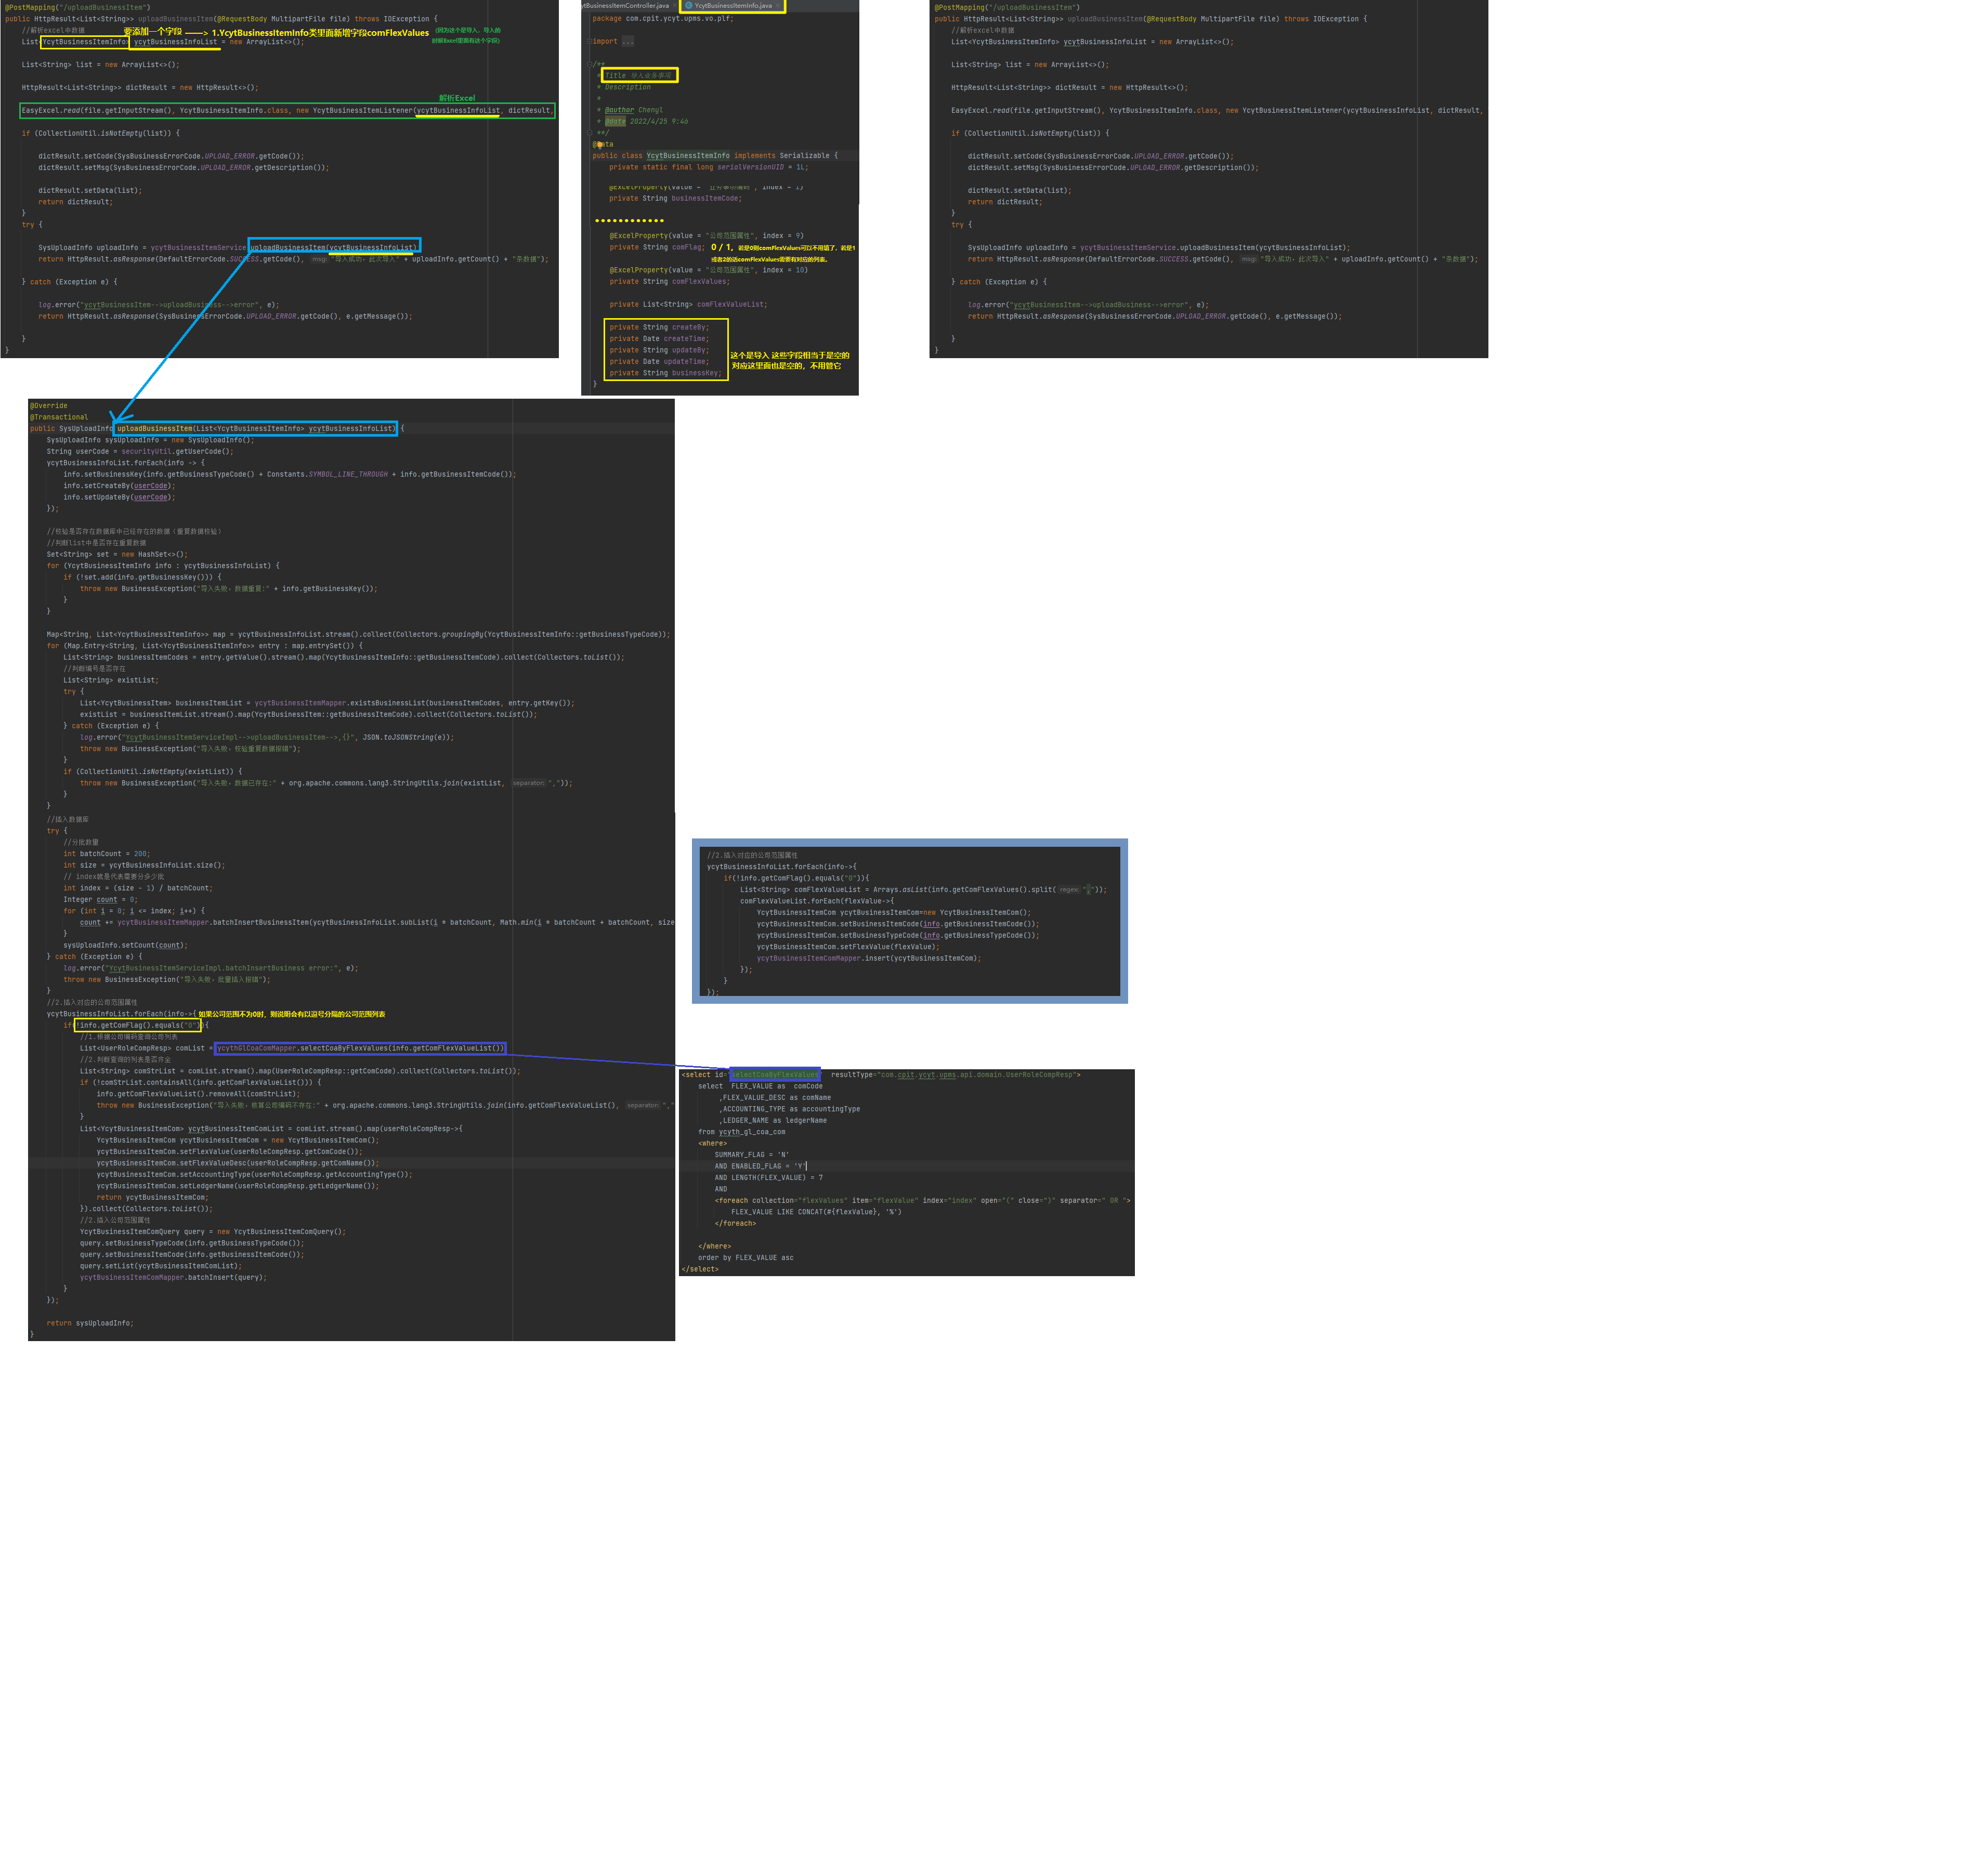 @PostMapping("/uploadBusinessItem")
public HttpResult<List<String>> uploadBusinessItem(@RequestBody MultipartFile file) throws IOException {
//解析excel中数据
要添加一个字段 ——> 1.YcytBusinessItemInfo类里面新增字段comFlexValues
(因为这个是导入，导入的
时候Excel里面有这个字段)
List<YcytBusinessItemInfo> ycytBusinessInfoList = new ArrayList<>();
List<String> list = new ArrayList<>();
HttpResult<List<String>> dictResult = new HttpResult<>();
解析Excel
EasyExcel.read(file.getInputStream(), YcytBusinessItemInfo.class, new YcytBusinessItemListener(ycytBusinessInfoList, dictResult,
if (CollectionUtil.isNotEmpty(list)) {
dictResult.setCode(SysBusinessErrorCode.UPLOAD_ERROR.getCode());
dictResult.setMsg(SysBusinessErrorCode.UPLOAD_ERROR.getDescription());
dictResult.setData(list);
return dictResult;
}
try {
SysUploadInfo uploadInfo = ycytBusinessItemService.uploadBusinessItem(ycytBusinessInfoList);
return HttpResult.asResponse(DefaultErrorCode.SUCCESS.getCode(), msg: "导入成功，此次导入" + uploadInfo.getCount() + "条数据");
} catch (Exception e) {
log.error("ycytBusinessItem-->uploadBusiness-->error", e);
return HttpResult.asResponse(SysBusinessErrorCode.UPLOAD_ERROR.getCode(), e.getMessage());
}
}
ytBusinessItemController.java
YcytBusinessItemInfo.java
package com.cpit.ycyt.upms.vo.plf;
import ...
/**
* Title 导入业务事项
* Description
*
* @author Chenyl
* @date 2022/4/25 9:46
**/
@Data
public class YcytBusinessItemInfo implements Serializable {
private static final long serialVersionUID = 1L;
@ExcelProperty(value = "业务事项编码", index = 2)
private String businessItemCode;
@ExcelProperty(value = "公司范围属性", index = 9)
private String comFlag; 0 / 1，若是0则comFlexValues可以不用填了，若是1
或者2的话comFlexValues需要有对应的列表。
@ExcelProperty(value = "公司范围属性", index = 10)
private String comFlexValues;
private List<String> comFlexValueList;
private String createBy;
private Date createTime;
private String updateBy;
private Date updateTime;
private String businessKey;
这个是导入 这些字段相当于是空的
对应这里面也是空的，不用管它
}
@PostMapping("/uploadBusinessItem")
public HttpResult<List<String>> uploadBusinessItem(@RequestBody MultipartFile file) throws IOException {
//解析excel中数据
List<YcytBusinessItemInfo> ycytBusinessInfoList = new ArrayList<>();
List<String> list = new ArrayList<>();
HttpResult<List<String>> dictResult = new HttpResult<>();
EasyExcel.read(file.getInputStream(), YcytBusinessItemInfo.class, new YcytBusinessItemListener(ycytBusinessInfoList, dictResult,
if (CollectionUtil.isNotEmpty(list)) {
dictResult.setCode(SysBusinessErrorCode.UPLOAD_ERROR.getCode());
dictResult.setMsg(SysBusinessErrorCode.UPLOAD_ERROR.getDescription());
dictResult.setData(list);
return dictResult;
}
try {
SysUploadInfo uploadInfo = ycytBusinessItemService.uploadBusinessItem(ycytBusinessInfoList);
return HttpResult.asResponse(DefaultErrorCode.SUCCESS.getCode(), msg: "导入成功，此次导入" + uploadInfo.getCount() + "条数据");
} catch (Exception e) {
log.error("ycytBusinessItem-->uploadBusiness-->error", e);
return HttpResult.asResponse(SysBusinessErrorCode.UPLOAD_ERROR.getCode(), e.getMessage());
}
}
@Override
@Transactional
public SysUploadInfo uploadBusinessItem(List<YcytBusinessItemInfo> ycytBusinessInfoList) {
SysUploadInfo sysUploadInfo = new SysUploadInfo();
String userCode = securityUtil.getUserCode();
ycytBusinessInfoList.forEach(info -> {
info.setBusinessKey(info.getBusinessTypeCode() + Constants.SYMBOL_LINE_THROUGH + info.getBusinessItemCode());
info.setCreateBy(userCode);
info.setUpdateBy(userCode);
});
//校验是否存在数据库中已经存在的数据（重复数据校验）
//判断list中是否存在重复数据
Set<String> set = new HashSet<>();
for (YcytBusinessItemInfo info : ycytBusinessInfoList) {
if (!set.add(info.getBusinessKey())) {
throw new BusinessException("导入失败，数据重复:" + info.getBusinessKey());
}
}
Map<String, List<YcytBusinessItemInfo>> map = ycytBusinessInfoList.stream().collect(Collectors.groupingBy(YcytBusinessItemInfo::getBusinessTypeCode));
for (Map.Entry<String, List<YcytBusinessItemInfo>> entry : map.entrySet()) {
List<String> businessItemCodes = entry.getValue().stream().map(YcytBusinessItemInfo::getBusinessItemCode).collect(Collectors.toList());
//判断编号是否存在
List<String> existList;
try {
List<YcytBusinessItem> businessItemList = ycytBusinessItemMapper.existsBusinessList(businessItemCodes, entry.getKey());
existList = businessItemList.stream().map(YcytBusinessItem::getBusinessItemCode).collect(Collectors.toList());
} catch (Exception e) {
log.error("YcytBusinessItemServiceImpl-->uploadBusinessItem-->,{}", JSON.toJSONString(e));
throw new BusinessException("导入失败，校验重复数据报错");
}
if (CollectionUtil.isNotEmpty(existList)) {
throw new BusinessException("导入失败，数据已存在:" + org.apache.commons.lang3.StringUtils.join(existList, separator: ","));
}
}
//插入数据库
try {
//分批数量
int batchCount = 200;
int size = ycytBusinessInfoList.size();
// index就是代表需要分多少批
int index = (size - 1) / batchCount;
Integer count = 0;
for (int i = 0; i <= index; i++) {
count += ycytBusinessItemMapper.batchInsertBusinessItem(ycytBusinessInfoList.subList(i * batchCount, Math.min(i * batchCount + batchCount, size
}
sysUploadInfo.setCount(count);
} catch (Exception e) {
log.error("YcytBusinessItemServiceImpl.batchInsertBusiness error:", e);
throw new BusinessException("导入失败，批量插入报错");
}
//2.插入对应的公司范围属性
ycytBusinessInfoList.forEach(info->{ 如果公司范围不为0时，则说明会有以逗号分隔的公司范围列表
if(!info.getComFlag().equals("0")){
//1.根据公司编码查询公司列表
List<UserRoleCompResp> comList = ycythGlCoaComMapper.selectCoaByFlexValues(info.getComFlexValueList());
//2.判断查询的列表是否齐全
List<String> comStrList = comList.stream().map(UserRoleCompResp::getComCode).collect(Collectors.toList());
if (!comStrList.containsAll(info.getComFlexValueList())) {
info.getComFlexValueList().removeAll(comStrList);
throw new BusinessException("导入失败，核算公司编码不存在:" + org.apache.commons.lang3.StringUtils.join(info.getComFlexValueList(), separator: ","
}
List<YcytBusinessItemCom> ycytBusinessItemComList = comList.stream().map(userRoleCompResp->{
YcytBusinessItemCom ycytBusinessItemCom = new YcytBusinessItemCom();
ycytBusinessItemCom.setFlexValue(userRoleCompResp.getComCode());
ycytBusinessItemCom.setFlexValueDesc(userRoleCompResp.getComName());
ycytBusinessItemCom.setAccountingType(userRoleCompResp.getAccountingType());
ycytBusinessItemCom.setLedgerName(userRoleCompResp.getLedgerName());
return ycytBusinessItemCom;
}).collect(Collectors.toList());
//2.插入公司范围属性
YcytBusinessItemComQuery query = new YcytBusinessItemComQuery();
query.setBusinessTypeCode(info.getBusinessTypeCode());
query.setBusinessItemCode(info.getBusinessItemCode());
query.setList(ycytBusinessItemComList);
ycytBusinessItemComMapper.batchInsert(query);
}
});
return sysUploadInfo;
}
//2.插入对应的公司范围属性
ycytBusinessInfoList.forEach(info->{
if(!info.getComFlag().equals("0")){
List<String> comFlexValueList = Arrays.asList(info.getComFlexValues().split( regex: ","));
comFlexValueList.forEach(flexValue->{
YcytBusinessItemCom ycytBusinessItemCom=new YcytBusinessItemCom();
ycytBusinessItemCom.setBusinessItemCode(info.getBusinessItemCode());
ycytBusinessItemCom.setBusinessTypeCode(info.getBusinessTypeCode());
ycytBusinessItemCom.setFlexValue(flexValue);
ycytBusinessItemComMapper.insert(ycytBusinessItemCom);
});
}
});
<select id="selectCoaByFlexValues" resultType="com.cpit.ycyt.upms.api.domain.UserRoleCompResp">
select FLEX_VALUE as comCode
,FLEX_VALUE_DESC as comName
,ACCOUNTING_TYPE as accountingType
,LEDGER_NAME as ledgerName
from ycyth_gl_coa_com
<where>
SUMMARY_FLAG = 'N'
AND ENABLED_FLAG = 'Y'
AND LENGTH(FLEX_VALUE) = 7
AND
<foreach collection="flexValues" item="flexValue" index="index" open="(" close=")" separator=" OR ">
FLEX_VALUE LIKE CONCAT(#{flexValue}, '%')
</foreach>
</where>
order by FLEX_VALUE asc
</select>